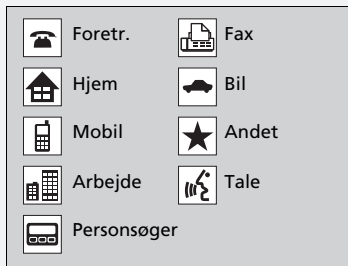 Foretr. Fax
Hjem Bil
Mobil Andet
Arbejde Tale
Personsøger